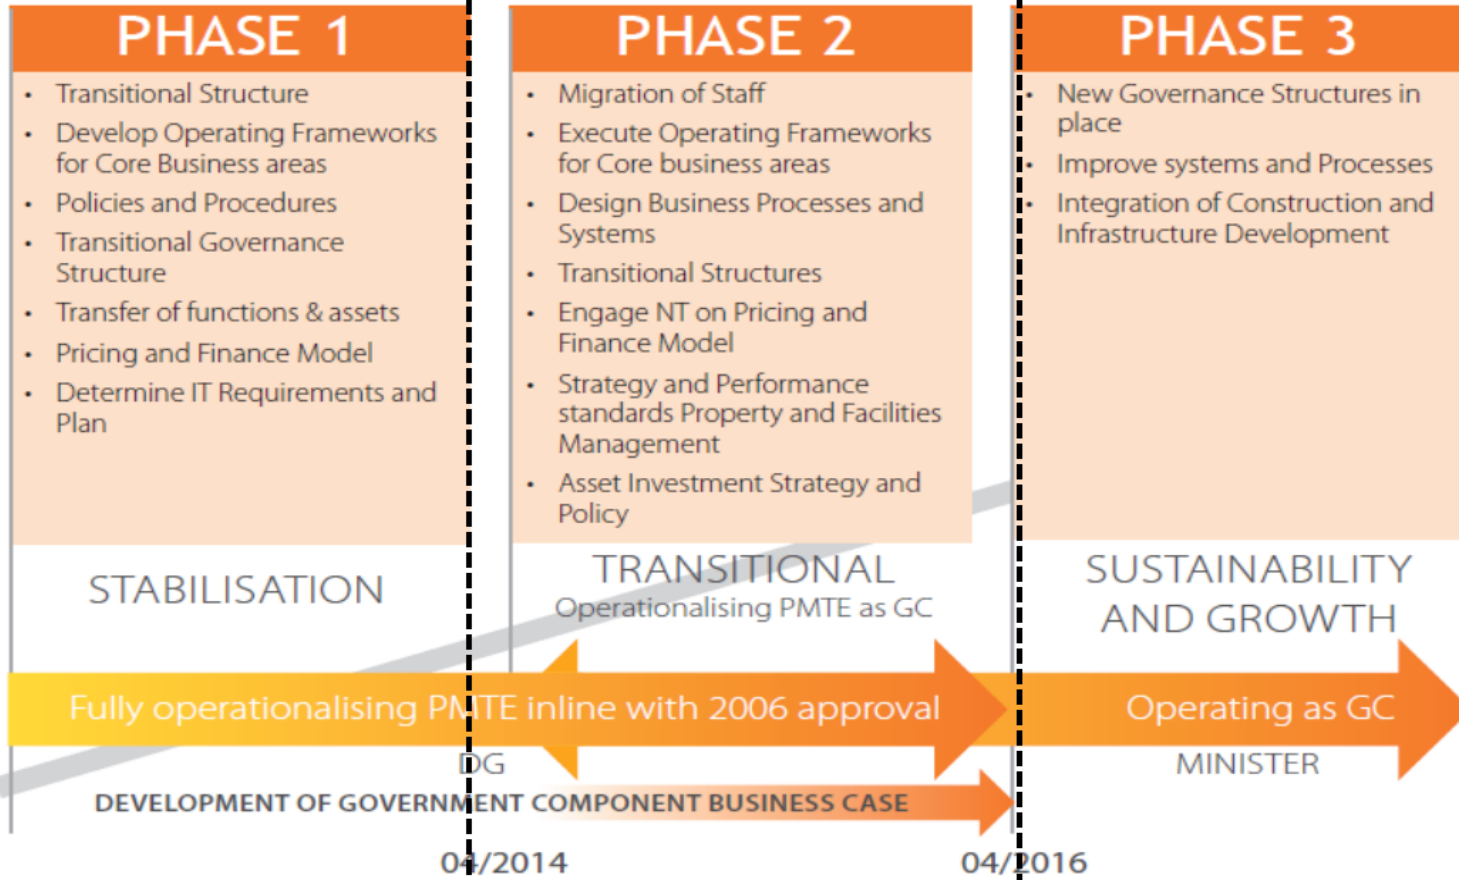 PHASE 1
• Transitional Structure
• Develop Operating Frameworks
for Core Business areas
• Policies and Procedures
• Transitional Governance
Structure
• Transfer of functions & assets
• Pricing and Finance Model
• Determine IT Requirements and
Plan
STABILISATION
PHASE 2
• Migration of Staff
• Execute Operating Frameworks
for Core business areas
• Design Business Processes and
Systems
• Transitional Structures
• Engage NT on Pricing and
Finance Model
• Strategy and Performance
standards Property and Facilities
Management
• Asset Investment Strategy and
Policy
TRANSITIONAL
Operationalising PMTE as GC
PHASE 3
• New Governance Structures in
place
• Improve systems and Processes
• Integration of Construction and
Infrastructure Development
SUSTAINABILITY
AND GROWTH
Fully operationalising PMTE inline with 2006 approval
Operating as GC
DG
MINISTER
DEVELOPMENT OF GOVERNMENT COMPONENT BUSINESS CASE
04/2014
04/2016